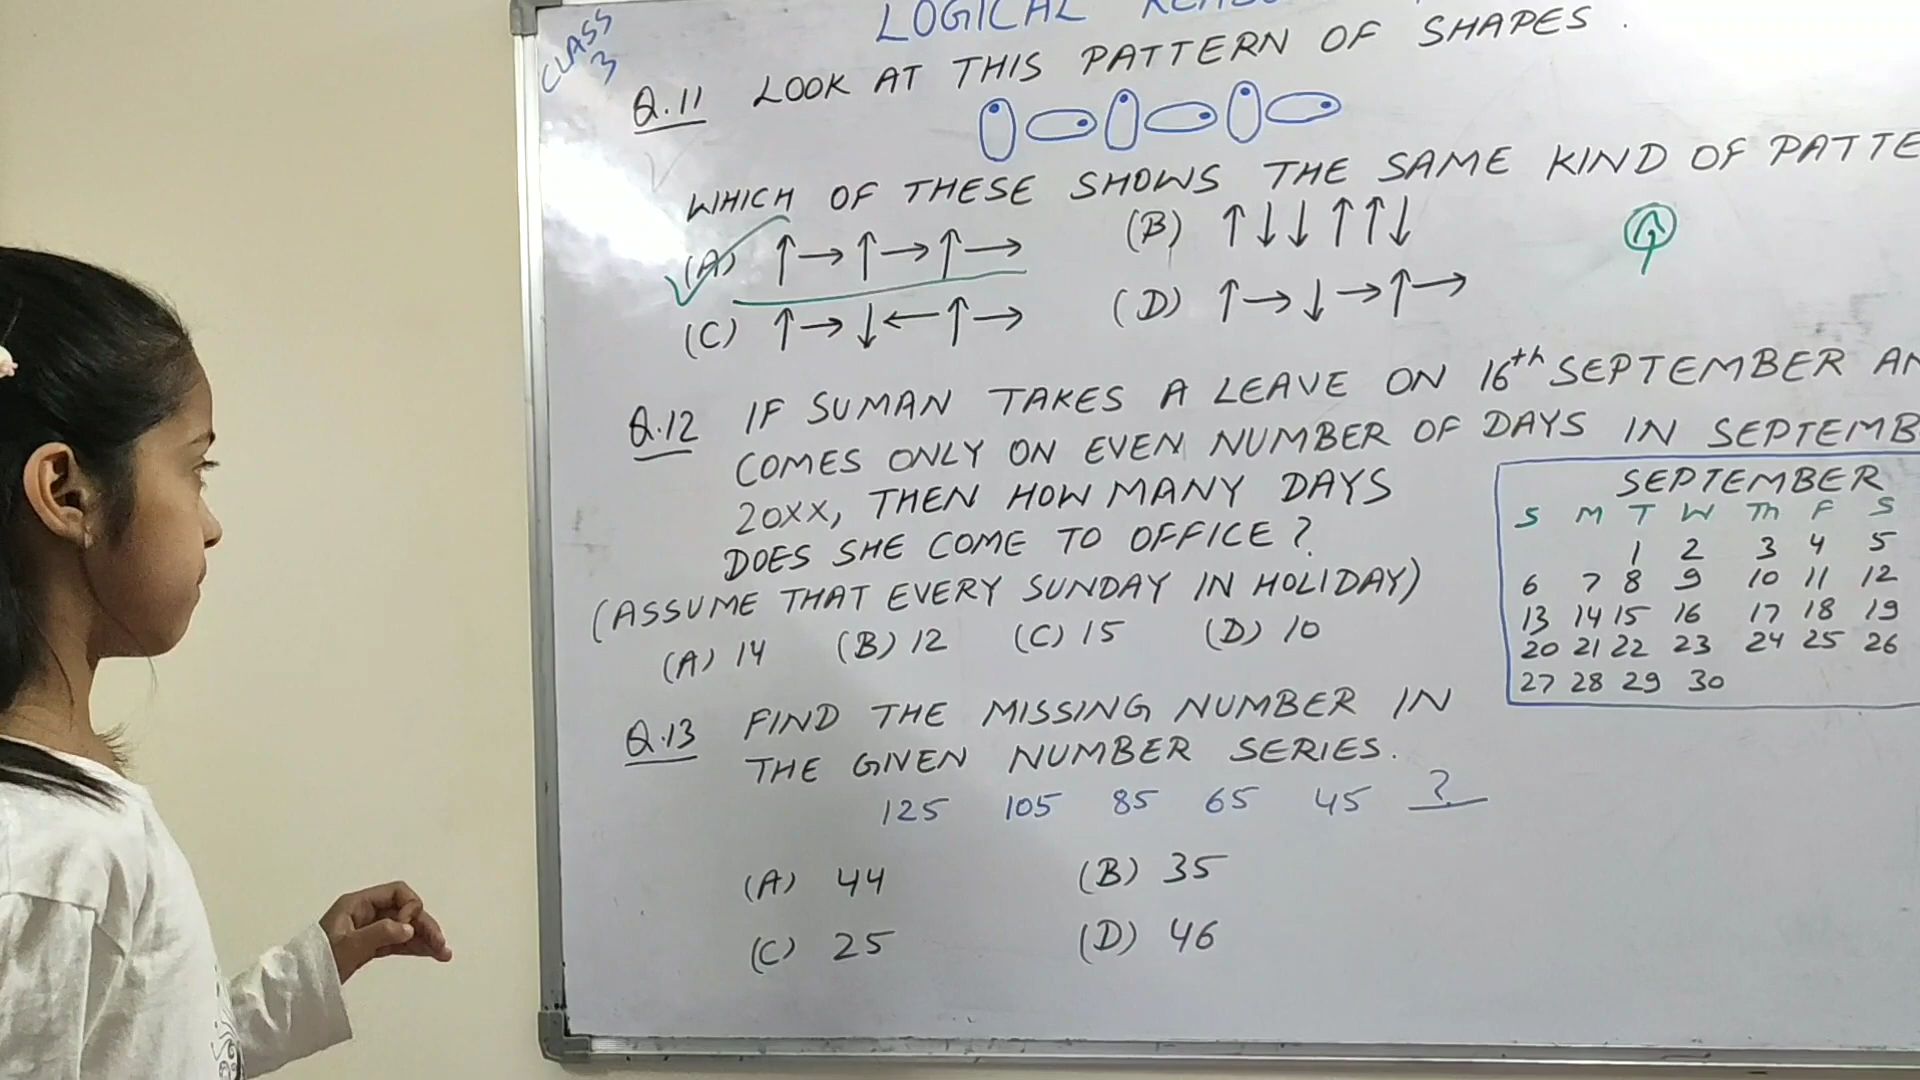 CLASS
3
LOGICAL
Q.11 LOOK AT THIS PATTERN OF SHAPES.
WHICH OF THESE SHOWS THE SAME KIND OF PATTE
(A) ↑→↑→↑→ (B) ↑↓↓↑↑↓
(C) ↑→↓←↑→ (D) ↑→↓→↑→
Q.12 IF SUMAN TAKES A LEAVE ON 16th SEPTEMBER AN
COMES ONLY ON EVEN NUMBER OF DAYS IN SEPTEMB
20XX, THEN HOW MANY DAYS
DOES SHE COME TO OFFICE?
(ASSUME THAT EVERY SUNDAY IN HOLIDAY)
(A) 14 (B) 12 (C) 15 (D) 10
SEPTEMBER
S M T W Th F S
1 2 3 4 5
6 7 8 9 10 11 12
13 14 15 16 17 18 19
20 21 22 23 24 25 26
27 28 29 30
Q.13 FIND THE MISSING NUMBER IN
THE GIVEN NUMBER SERIES.
125 105 85 65 45 ?
(A) 44 (B) 35
(C) 25 (D) 46